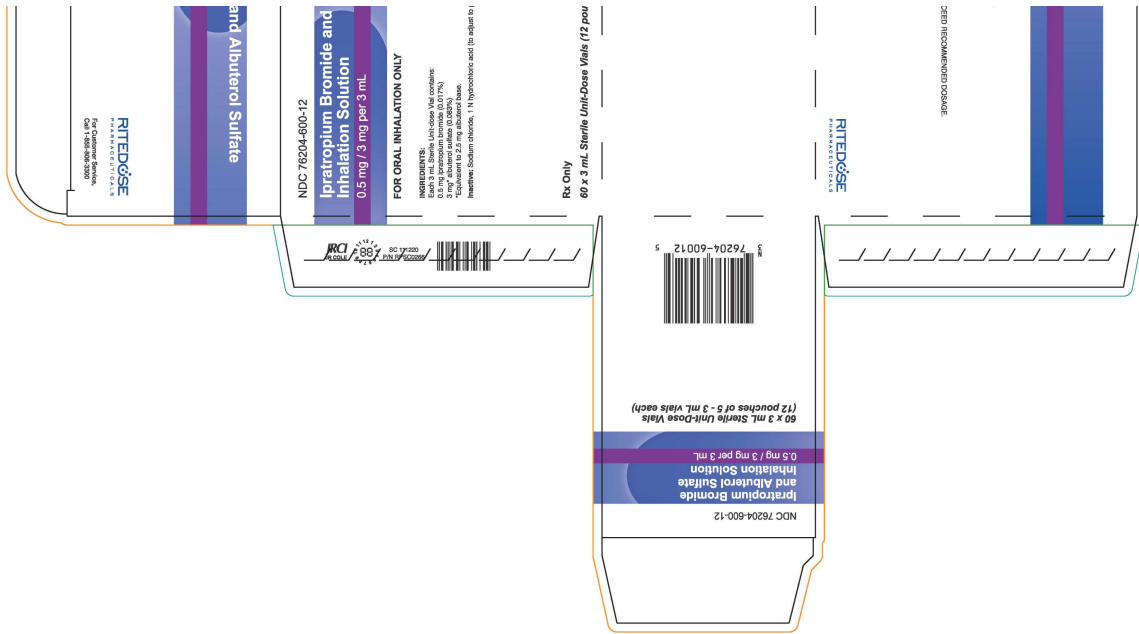 and Albuterol Sulfate
RITEDOSE
PHARMACEUTICALS
For Customer Service,
Call 1-855-806-3300
NDC 76204-600-12
Ipratropium Bromide and
Inhalation Solution
0.5 mg / 3 mg per 3 mL
FOR ORAL INHALATION ONLY
INGREDIENTS:
Each 3 mL Sterile Unit-dose Vial contains:
0.5 mg ipratropium bromide (0.017%)
3 mg* albuterol sulfate (0.083%)
*Equivalent to 2.5 mg albuterol base.
Inactive: Sodium chloride, 1 N hydrochloric acid (to adjust to
Rx Only
60 x 3 mL Sterile Unit-Dose Vials (12 pou
JRCI
88
SC 111220
76204-60012 5
60 x 3 mL Sterile Unit-Dose Vials
(12 pouches of 5 - 3 mL vials each)
0.5 mg / 3 mg per 3 mL
Ipratropium Bromide
and Albuterol Sulfate
Inhalation Solution
NDC 76204-600-12
CEED RECOMMENDED DOSAGE.
RITEDOSE
PHARMACEUTICALS